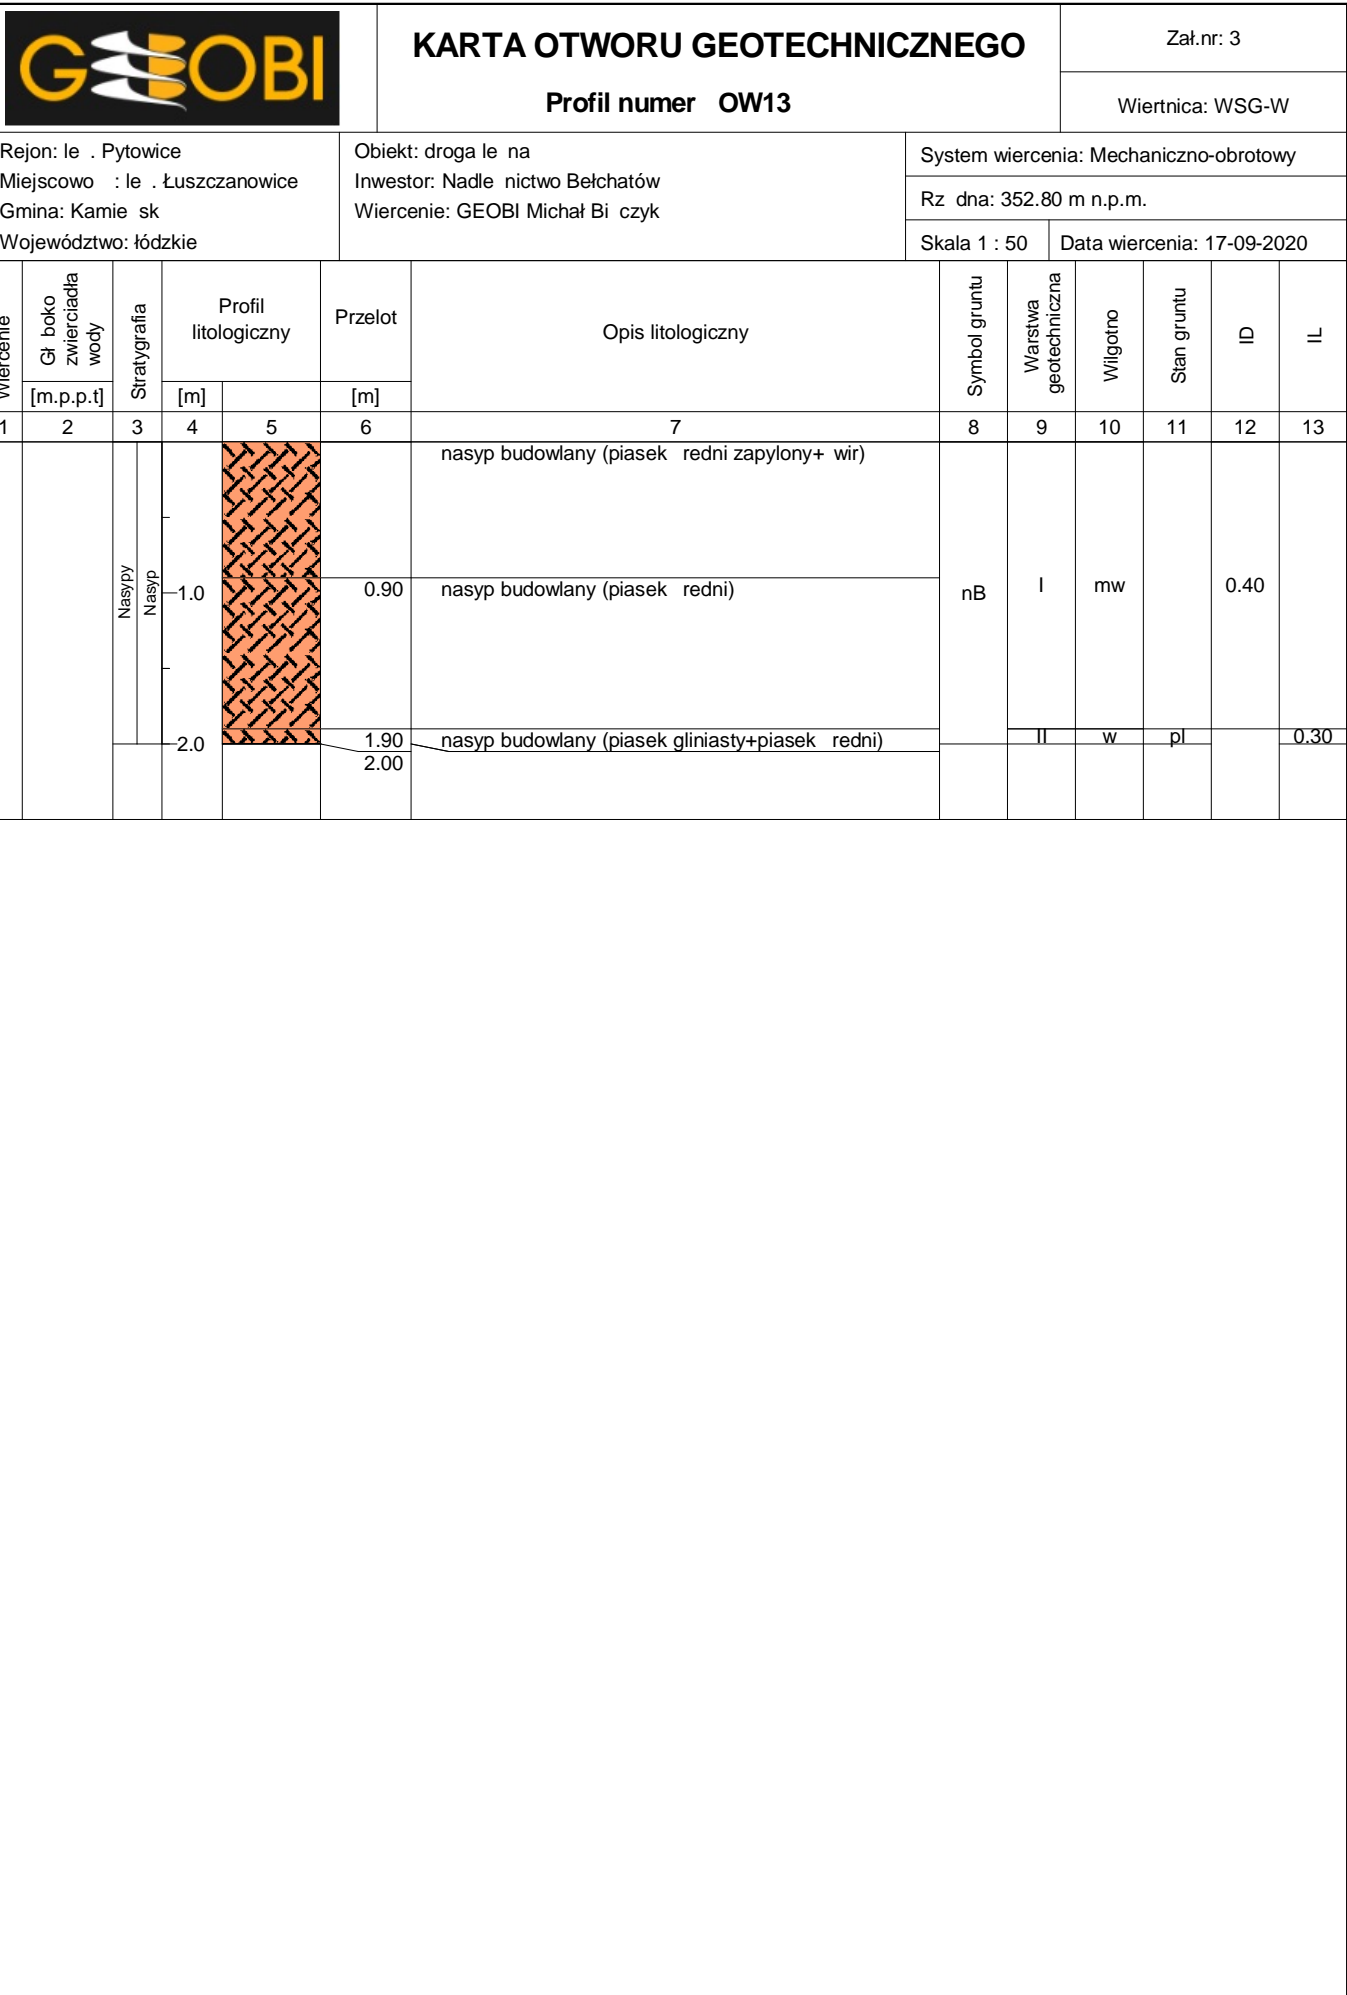 GEOBI
KARTA OTWORU GEOTECHNICZNEGO
Profil numer OW13
Zał.nr: 3
Wiertnica: WSG-W
Rejon: le . Pytowice
Miejscowo : le . Łuszczanowice
Gmina: Kamie sk
Województwo: łódzkie
Obiekt: droga le na
Inwestor: Nadle nictwo Bełchatów
Wiercenie: GEOBI Michał Bi czyk
System wiercenia: Mechaniczno-obrotowy
Rz dna: 352.80 m n.p.m.
Skala 1 : 50
Data wiercenia: 17-09-2020
Wiercenie
Gł boko
zwierciadła
wody
[m.p.p.t]
Stratygrafia
Profil
litologiczny
[m]
Przelot
[m]
Opis litologiczny
Symbol gruntu
Warstwa
geotechniczna
Wilgotno
Stan gruntu
ID
IL
1 2 3 4 5 6 7 8 9 10 11 12 13
nasyp budowlany (piasek redni zapylony+ wir)
Nasypy
Nasyp
1.0
0.90
nasyp budowlany (piasek redni)
nB
I
mw
0.40
2.0
1.90
nasyp budowlany (piasek gliniasty+piasek redni)
II
w
pl
0.30
2.00